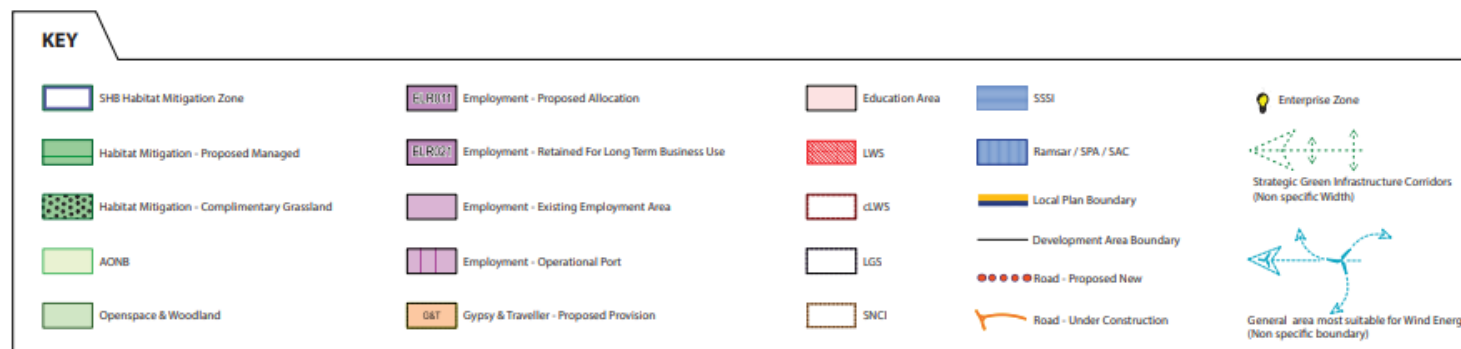 KEY
SHB Habitat Mitigation Zone
Habitat Mitigation - Proposed Managed
Habitat Mitigation - Complimentary Grassland
AONB
Openspace & Woodland
ELR011 Employment - Proposed Allocation
ELR021 Employment - Retained For Long Term Business Use
Employment - Existing Employment Area
Employment - Operational Port
G&T Gypsy & Traveller - Proposed Provision
Education Area
LWS
cLWS
LGS
SNCI
SSSI
Ramsar / SPA / SAC
Local Plan Boundary
Development Area Boundary
Road - Proposed New
Road - Under Construction
Enterprise Zone
Strategic Green Infrastructure Corridors
(Non specific Width)
General area most suitable for Wind Energ
(Non specific boundary)